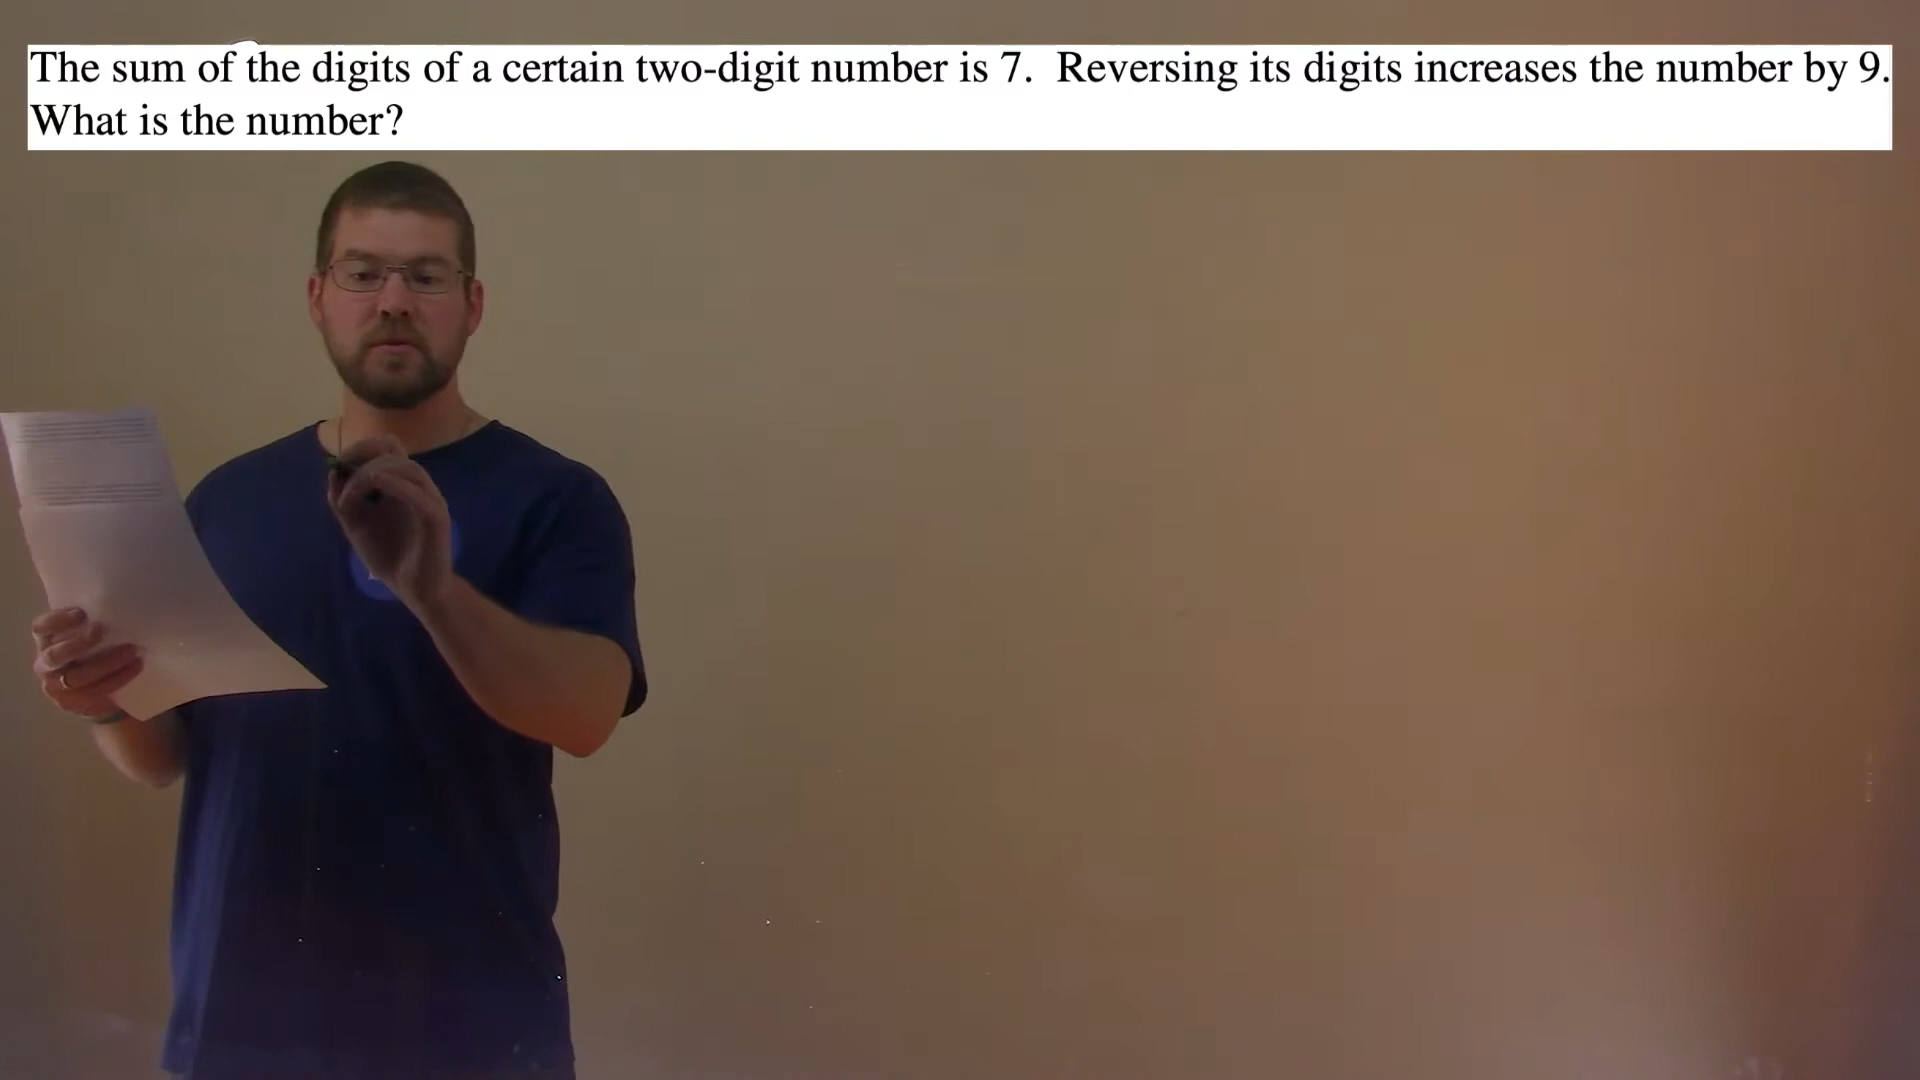 The sum of the digits of a certain two-digit number is 7. Reversing its digits increases the number by 9.
What is the number?